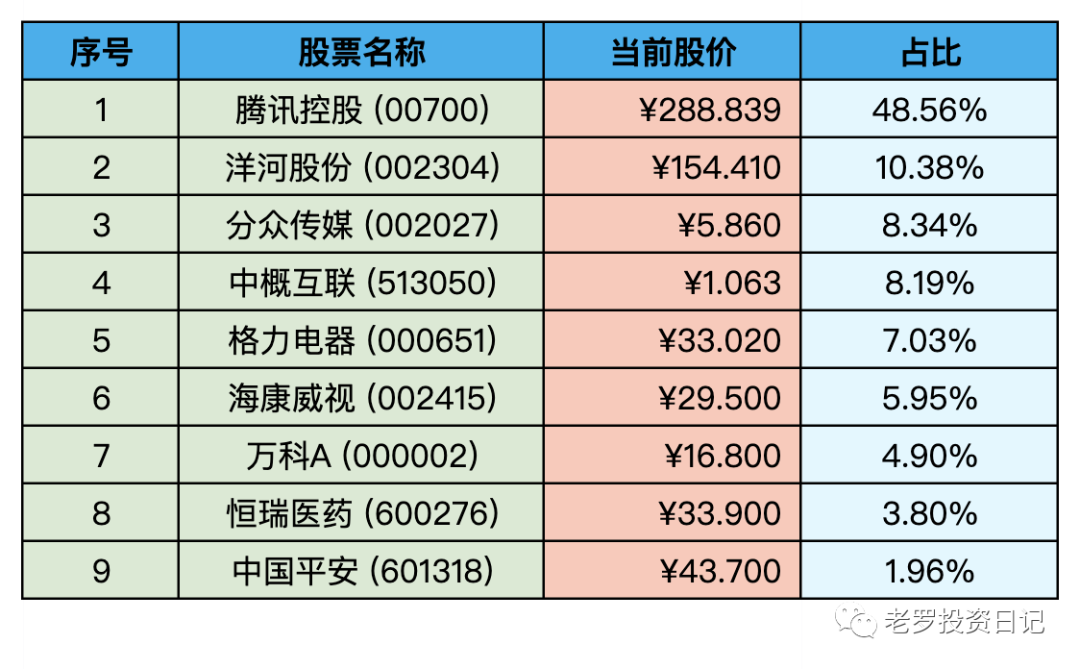 序号 股票名称 当前股价 占比
1 腾讯控股 (00700) ¥288.839 48.56%
2 洋河股份 (002304) ¥154.410 10.38%
3 分众传媒 (002027) ¥5.860 8.34%
4 中概互联 (513050) ¥1.063 8.19%
5 格力电器 (000651) ¥33.020 7.03%
6 海康威视 (002415) ¥29.500 5.95%
7 万科A (000002) ¥16.800 4.90%
8 恒瑞医药 (600276) ¥33.900 3.80%
9 中国平安 (601318) ¥43.700 1.96%
老罗投资日记